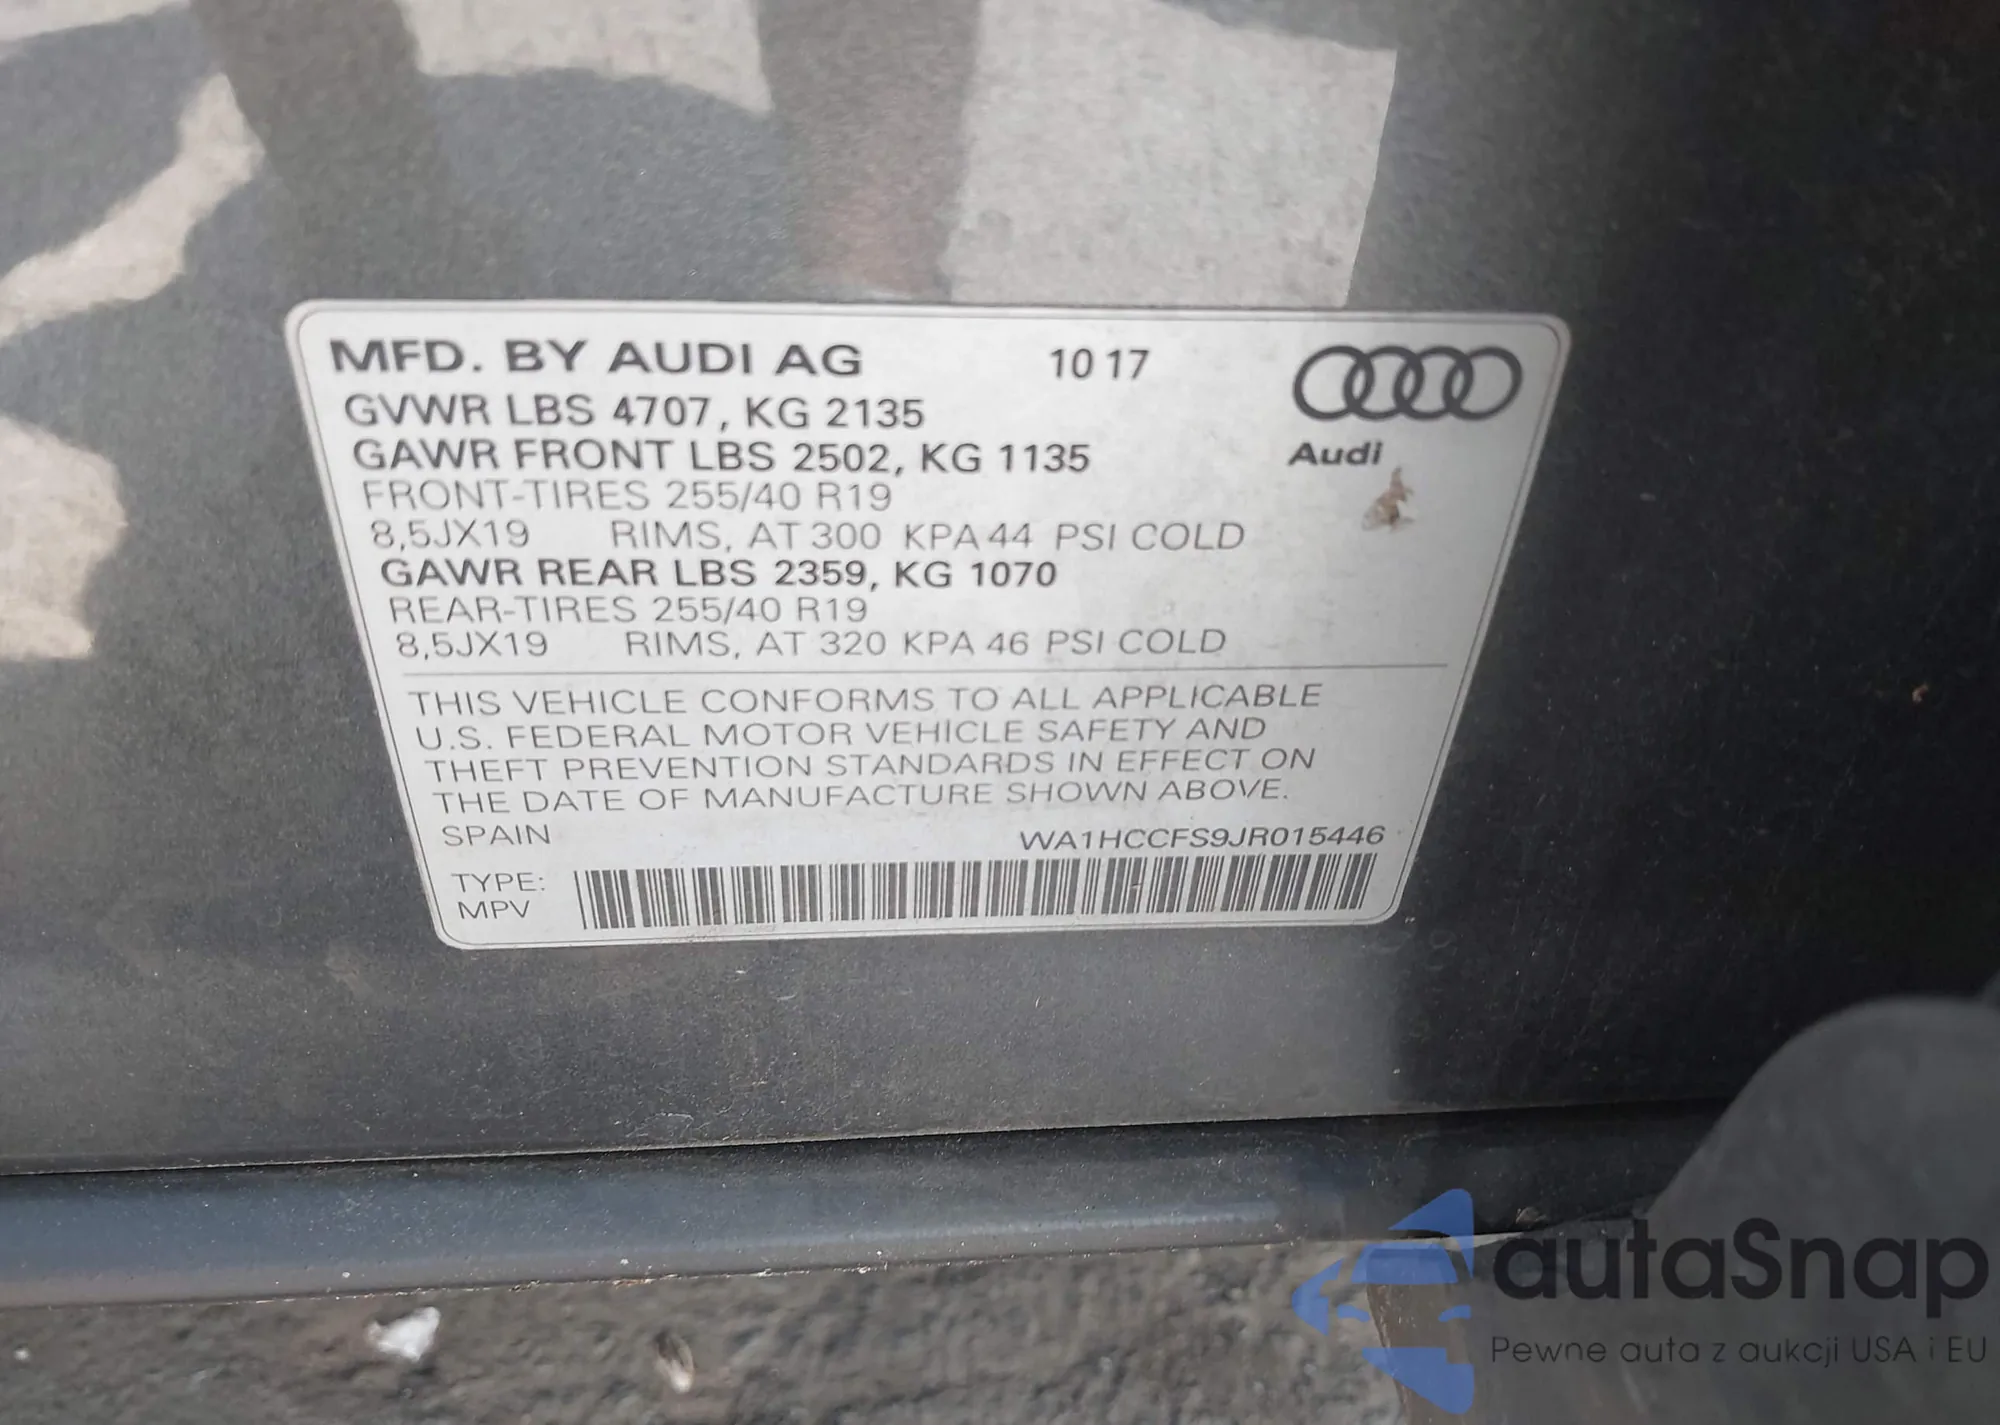 MFD. BY AUDI AG 10 17
Audi
GVWR LBS 4707, KG 2135
GAWR FRONT LBS 2502, KG 1135
FRONT-TIRES 255/40 R19
8,5JX19 RIMS, AT 300 KPA 44 PSI COLD
GAWR REAR LBS 2359, KG 1070
REAR-TIRES 255/40 R19
8,5JX19 RIMS, AT 320 KPA 46 PSI COLD
THIS VEHICLE CONFORMS TO ALL APPLICABLE
U.S. FEDERAL MOTOR VEHICLE SAFETY AND
THEFT PREVENTION STANDARDS IN EFFECT ON
THE DATE OF MANUFACTURE SHOWN ABOVE.
SPAIN WA1HCCFS9JR015446
TYPE:
MPV
autaSnap
Pewne auta z aukcji USA i EU